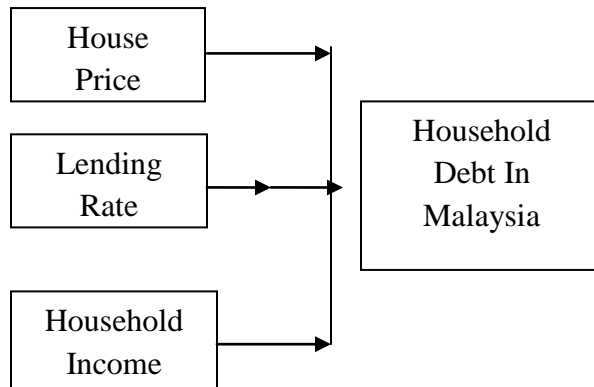 House
Price
Lending
Rate
Household
Income
Household
Debt In
Malaysia